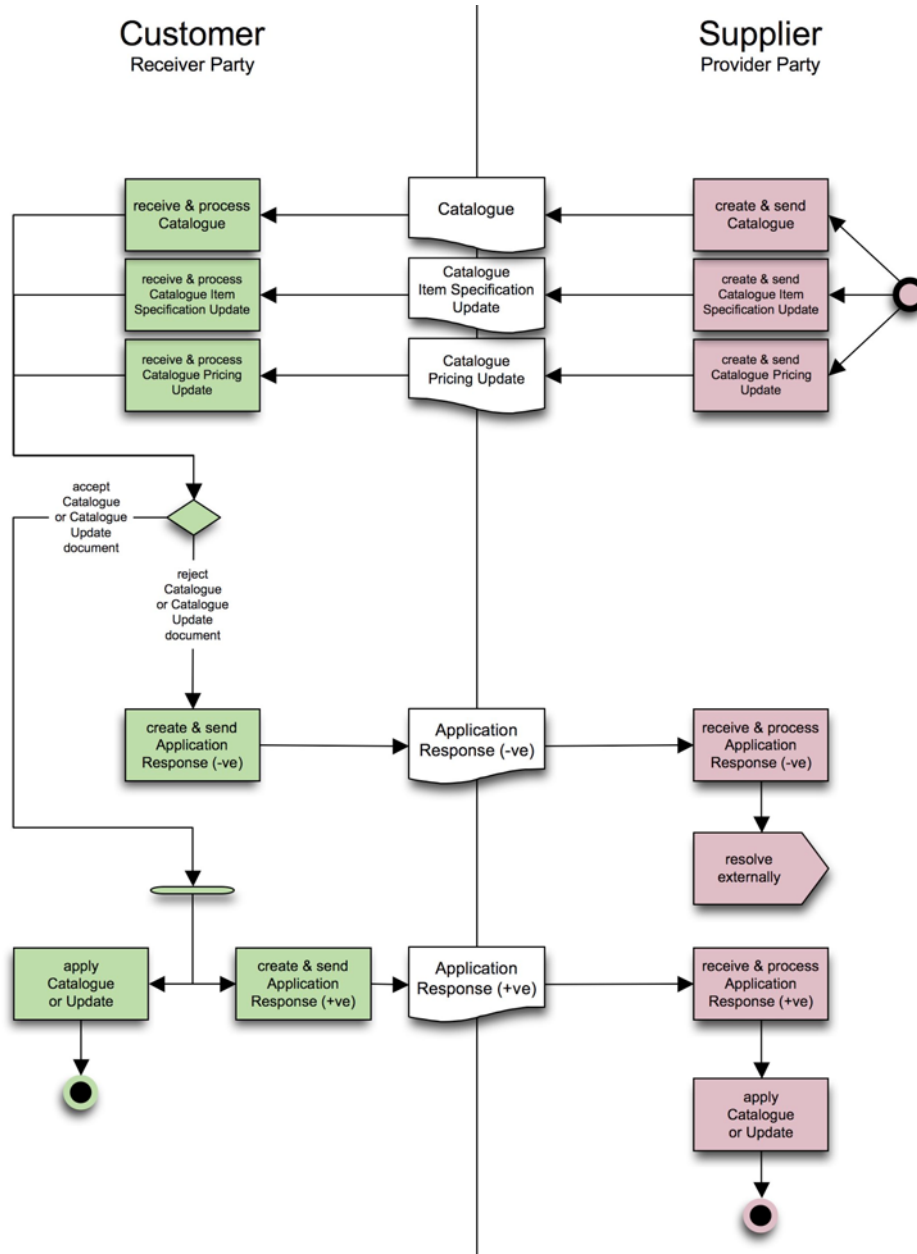 Customer
Receiver Party
Supplier
Provider Party
receive & process
Catalogue
Catalogue
create & send
Catalogue
receive & process
Catalogue Item
Specification Update
Catalogue
Item Specification
Update
create & send
Catalogue Item
Specification Update
receive & process
Catalogue Pricing
Update
Catalogue
Pricing Update
create & send
Catalogue Pricing
Update
accept
Catalogue
or Catalogue
Update
document
reject
Catalogue
or Catalogue
Update
document
create & send
Application
Response (-ve)
Application
Response (-ve)
receive & process
Application
Response (-ve)
resolve
externally
apply
Catalogue
or Update
create & send
Application
Response (+ve)
Application
Response (+ve)
receive & process
Application
Response (+ve)
apply
Catalogue
or Update